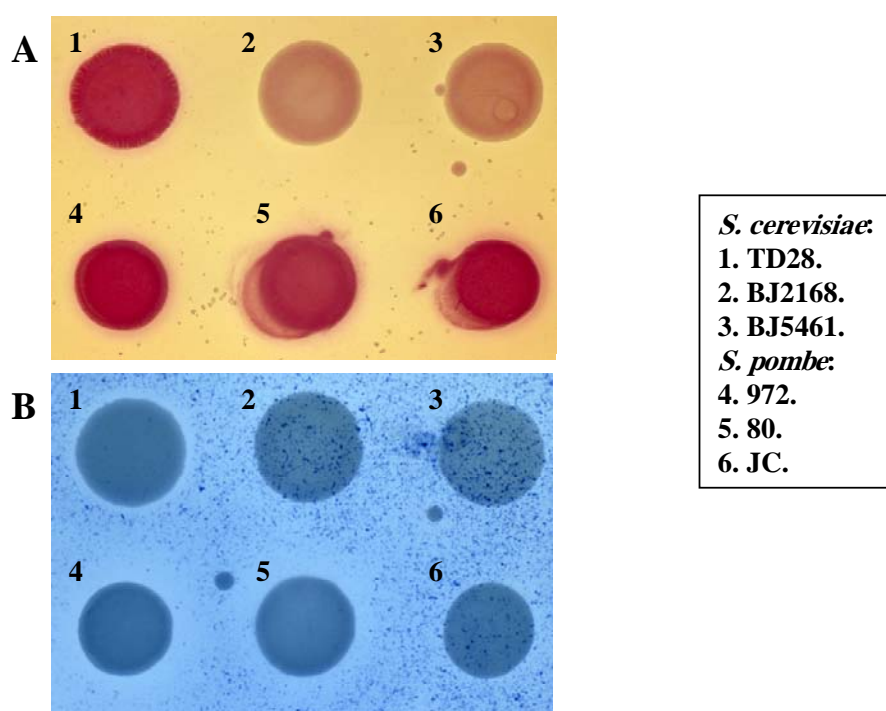 A
1 2 3
4 5 6
B
1 2 3
4 5 6
S. cerevisiae:
1. TD28.
2. BJ2168.
3. BJ5461.
S. pombe:
4. 972.
5. 80.
6. JC.